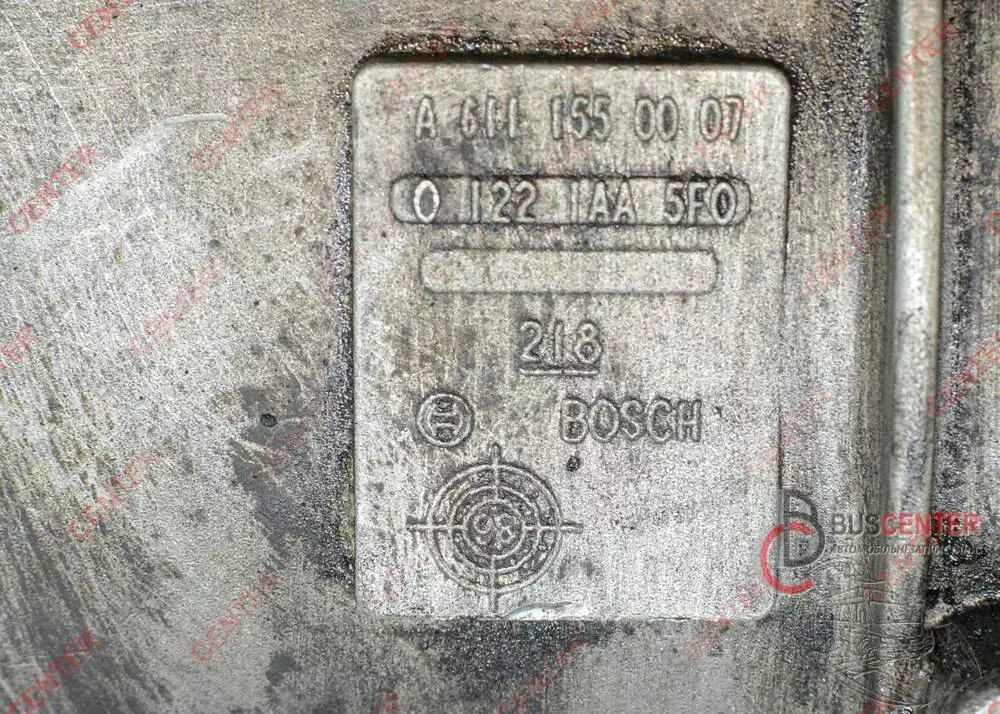 A 611 155 00 07
0 122 1AA 5F0
218
BOSCH
98
BUSCENTER